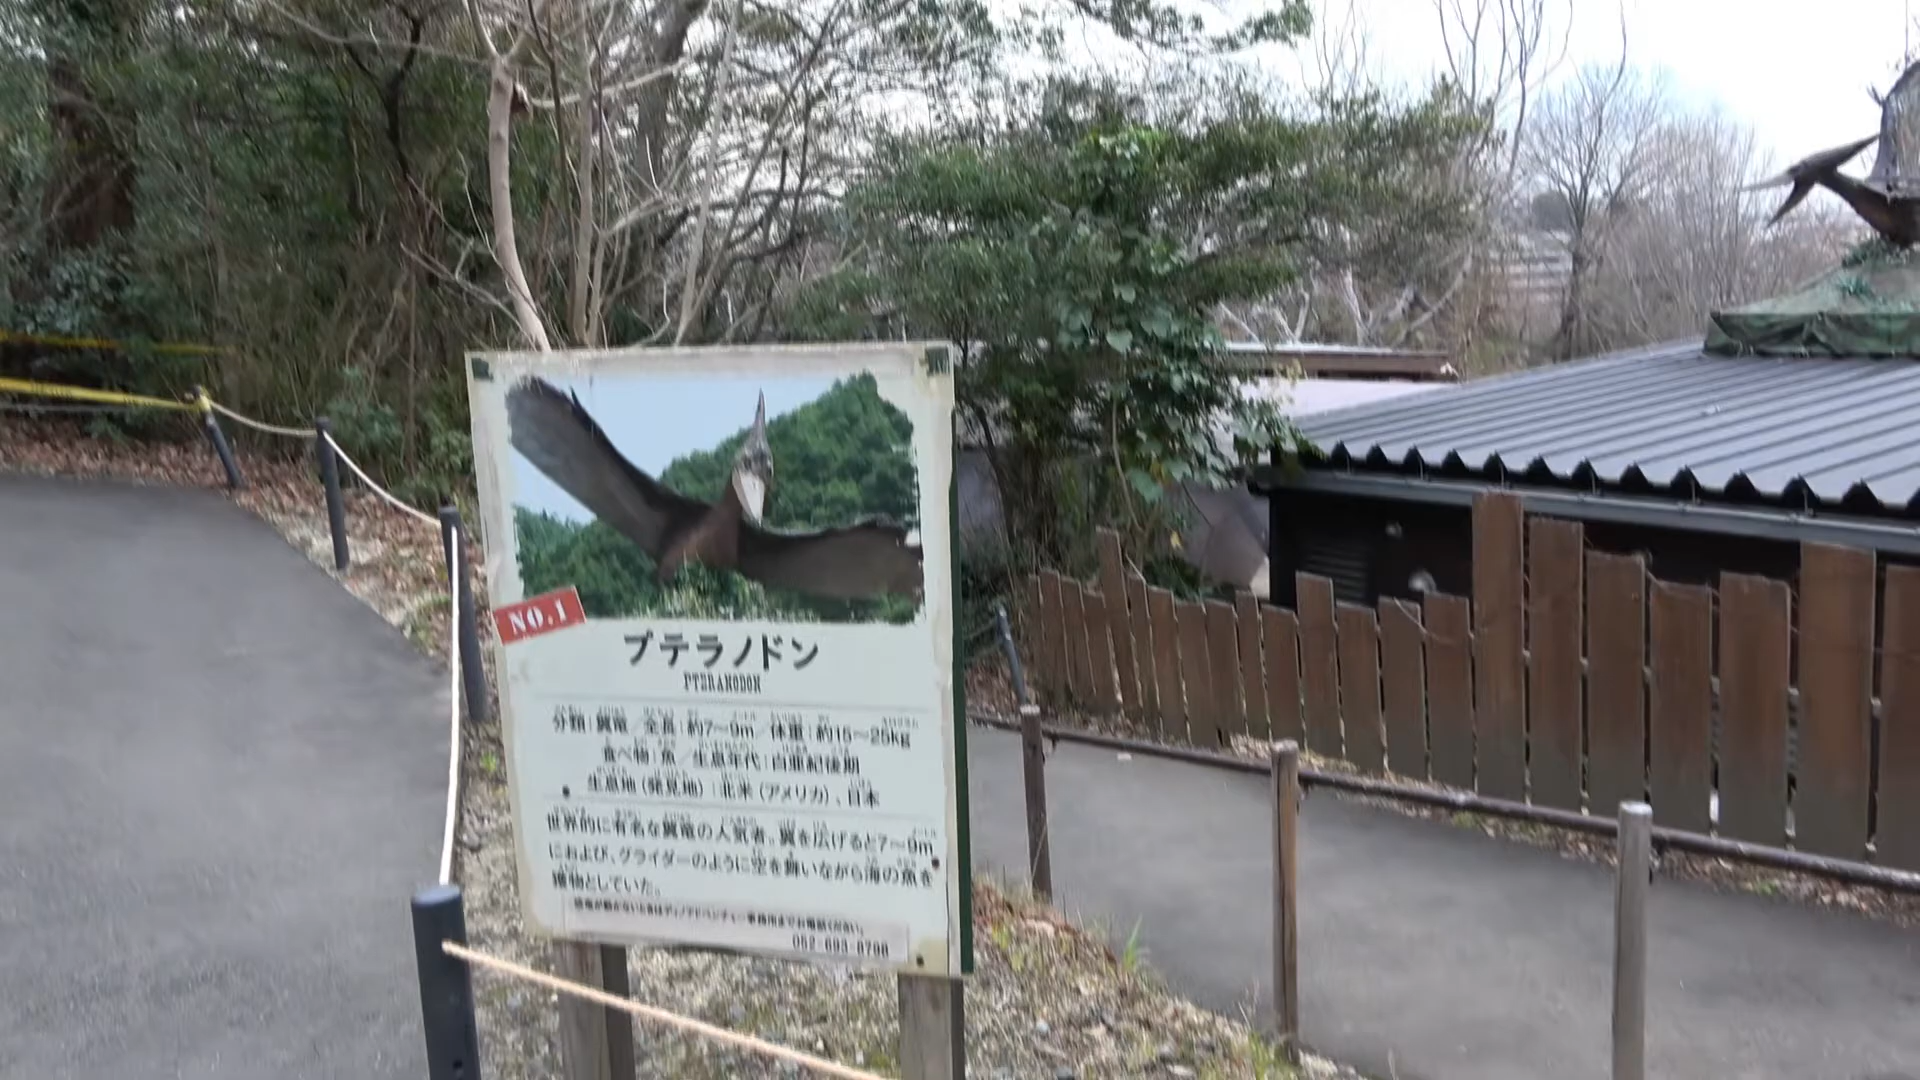 NO.1
プテラノドン
PTERANODON
分類：翼竜／全長：約7～9m／体重：約15～25kg
食べ物：魚／生息年代：白亜紀後期
生息地（発見地）：北米（アメリカ）、日本
世界的に有名な翼竜の人気者。翼を広げると7～9m
におよび、グライダーのように空を舞いながら海の魚を
獲物としていた。
052-693-8798